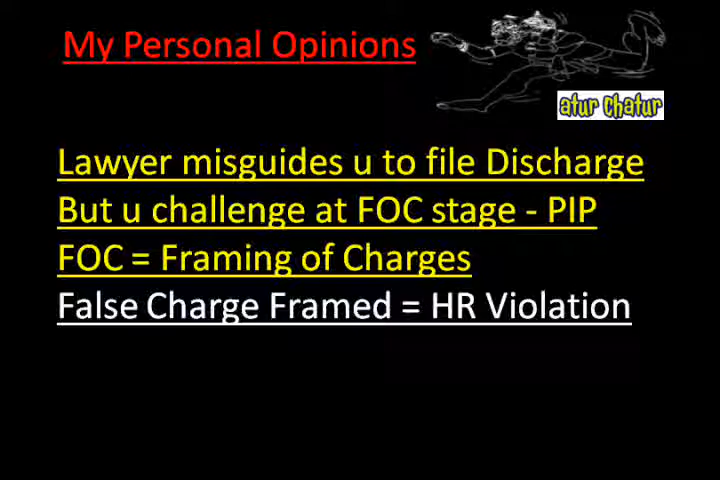 My Personal Opinions
atur chatur
Lawyer misguides u to file Discharge
But u challenge at FOC stage - PIP
FOC = Framing of Charges
False Charge Framed = HR Violation